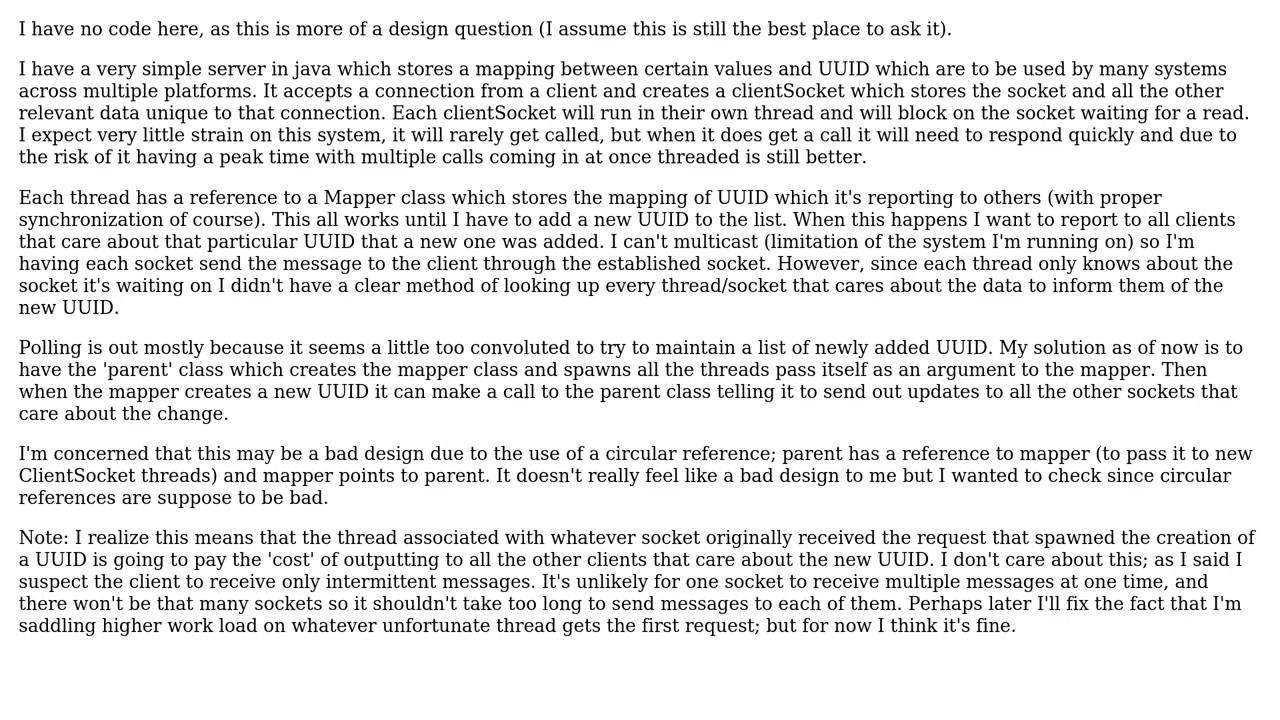 I have no code here, as this is more of a design question (I assume this is still the best place to ask it).
I have a very simple server in java which stores a mapping between certain values and UUID which are to be used by many systems
across multiple platforms. It accepts a connection from a client and creates a clientSocket which stores the socket and all the other
relevant data unique to that connection. Each clientSocket will run in their own thread and will block on the socket waiting for a read.
I expect very little strain on this system, it will rarely get called, but when it does get a call it will need to respond quickly and due to
the risk of it having a peak time with multiple calls coming in at once threaded is still better.
Each thread has a reference to a Mapper class which stores the mapping of UUID which it's reporting to others (with proper
synchronization of course). This all works until I have to add a new UUID to the list. When this happens I want to report to all clients
that care about that particular UUID that a new one was added. I can't multicast (limitation of the system I'm running on) so I'm
having each socket send the message to the client through the established socket. However, since each thread only knows about the
socket it's waiting on I didn't have a clear method of looking up every thread/socket that cares about the data to inform them of the
new UUID.
Polling is out mostly because it seems a little too convoluted to try to maintain a list of newly added UUID. My solution as of now is to
have the 'parent' class which creates the mapper class and spawns all the threads pass itself as an argument to the mapper. Then
when the mapper creates a new UUID it can make a call to the parent class telling it to send out updates to all the other sockets that
care about the change.
I'm concerned that this may be a bad design due to the use of a circular reference; parent has a reference to mapper (to pass it to new
ClientSocket threads) and mapper points to parent. It doesn't really feel like a bad design to me but I wanted to check since circular
references are suppose to be bad.
Note: I realize this means that the thread associated with whatever socket originally received the request that spawned the creation of
a UUID is going to pay the 'cost' of outputting to all the other clients that care about the new UUID. I don't care about this; as I said I
suspect the client to receive only intermittent messages. It's unlikely for one socket to receive multiple messages at one time, and
there won't be that many sockets so it shouldn't take too long to send messages to each of them. Perhaps later I'll fix the fact that I'm
saddling higher work load on whatever unfortunate thread gets the first request; but for now I think it's fine.